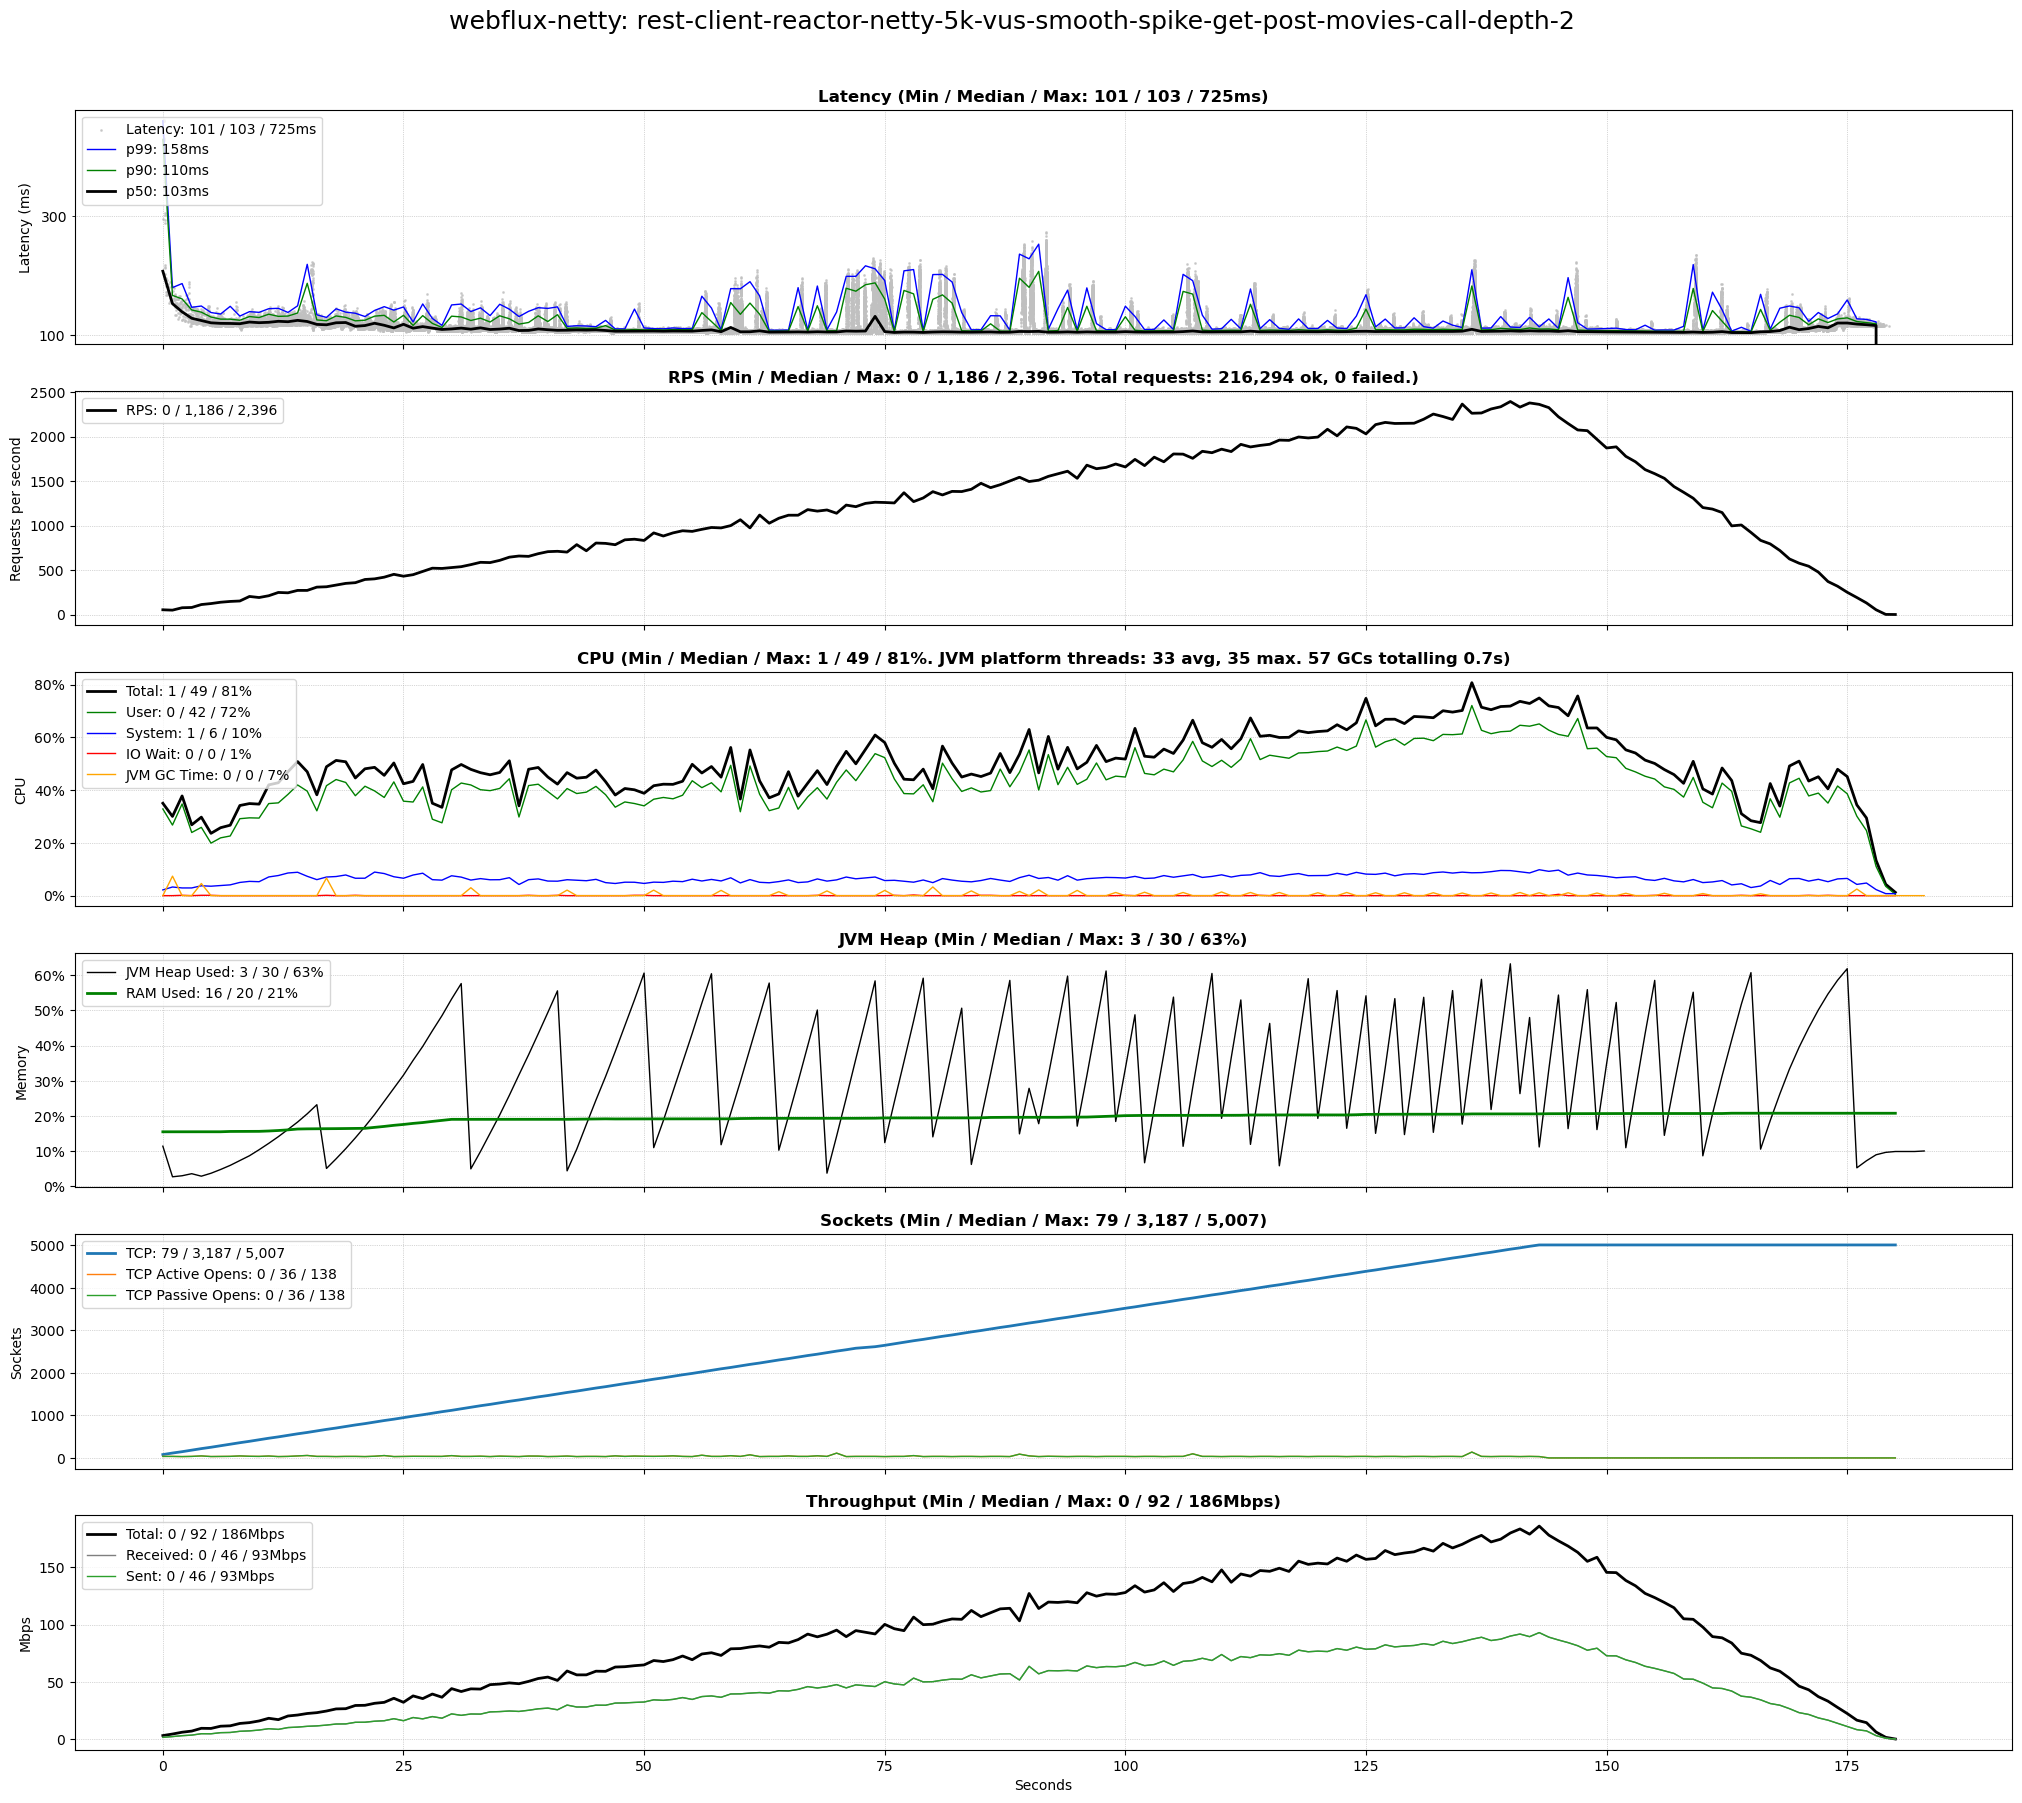 webflux-netty: rest-client-reactor-netty-5k-vus-smooth-spike-get-post-movies-call-depth-2
Latency (Min / Median / Max: 101 / 103 / 725ms)
Latency: 101 / 103 / 725ms
p99: 158ms
p90: 110ms
p50: 103ms
Latency (ms)
300
100
RPS (Min / Median / Max: 0 / 1,186 / 2,396. Total requests: 216,294 ok, 0 failed.)
RPS: 0 / 1,186 / 2,396
Requests per second
2500
2000
1500
1000
500
0
CPU (Min / Median / Max: 1 / 49 / 81%. JVM platform threads: 33 avg, 35 max. 57 GCs totalling 0.7s)
Total: 1 / 49 / 81%
User: 0 / 42 / 72%
System: 1 / 6 / 10%
IO Wait: 0 / 0 / 1%
JVM GC Time: 0 / 0 / 7%
CPU
80%
60%
40%
20%
0%
JVM Heap (Min / Median / Max: 3 / 30 / 63%)
JVM Heap Used: 3 / 30 / 63%
RAM Used: 16 / 20 / 21%
Memory
60%
50%
40%
30%
20%
10%
0%
Sockets (Min / Median / Max: 79 / 3,187 / 5,007)
TCP: 79 / 3,187 / 5,007
TCP Active Opens: 0 / 36 / 138
TCP Passive Opens: 0 / 36 / 138
Sockets
5000
4000
3000
2000
1000
0
Throughput (Min / Median / Max: 0 / 92 / 186Mbps)
Total: 0 / 92 / 186Mbps
Received: 0 / 46 / 93Mbps
Sent: 0 / 46 / 93Mbps
Mbps
150
100
50
0
0 25 50 75 100 125 150 175
Seconds